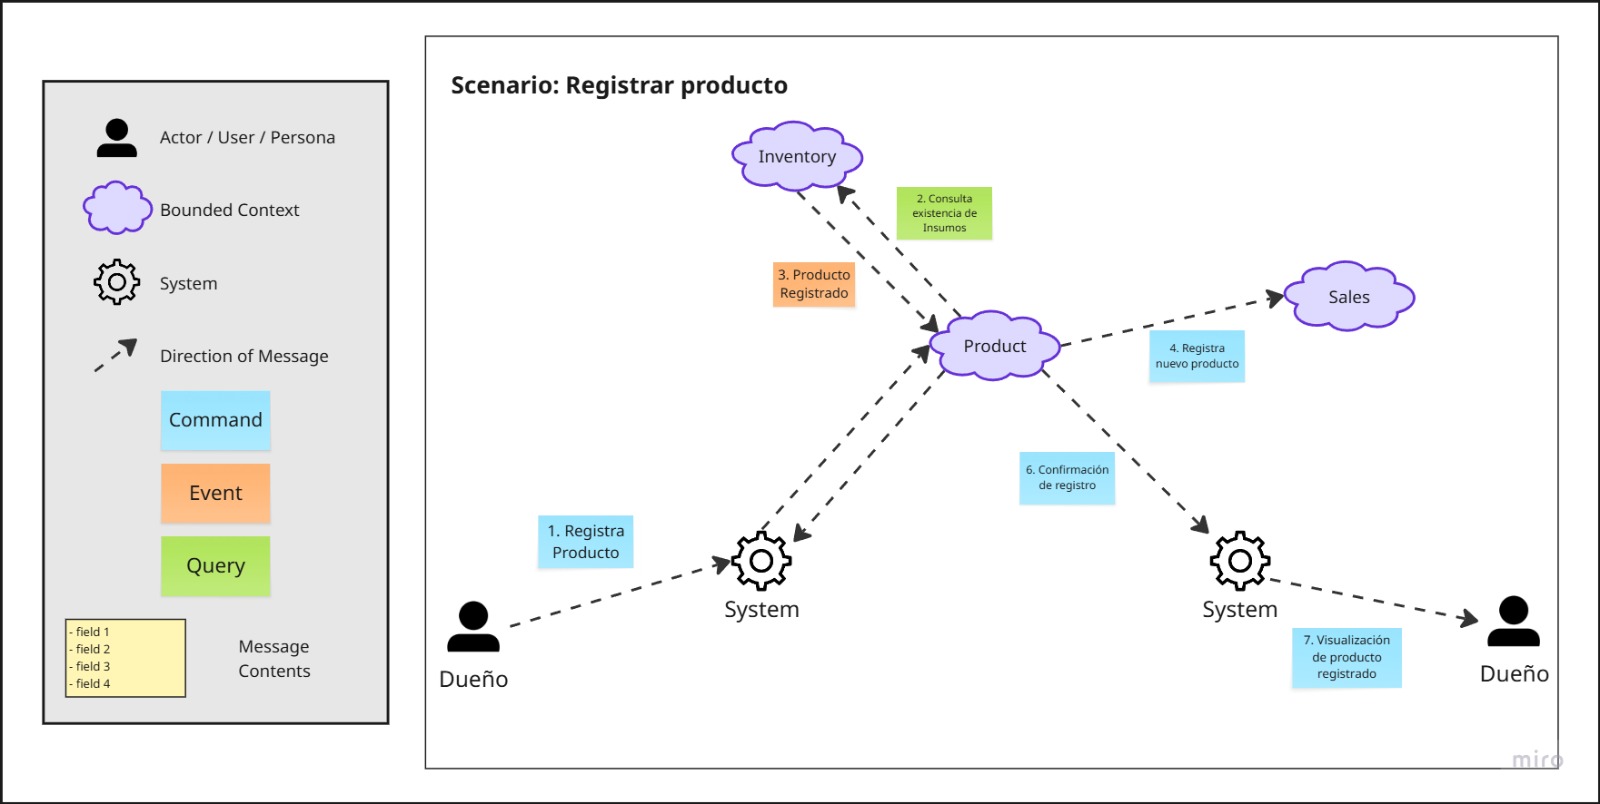 Actor / User / Persona
Bounded Context
System
Direction of Message
Command
Event
Query
- field 1
- field 2
- field 3
- field 4
Message
Contents
Scenario: Registrar producto
Inventory
2. Consulta
existencia de
Insumos
3. Producto
Registrado
Sales
Product
4. Registra
nuevo producto
6. Confirmación
de registro
1. Registra
Producto
System
System
Dueño
7. Visualización
de producto
registrado
Dueño
miro